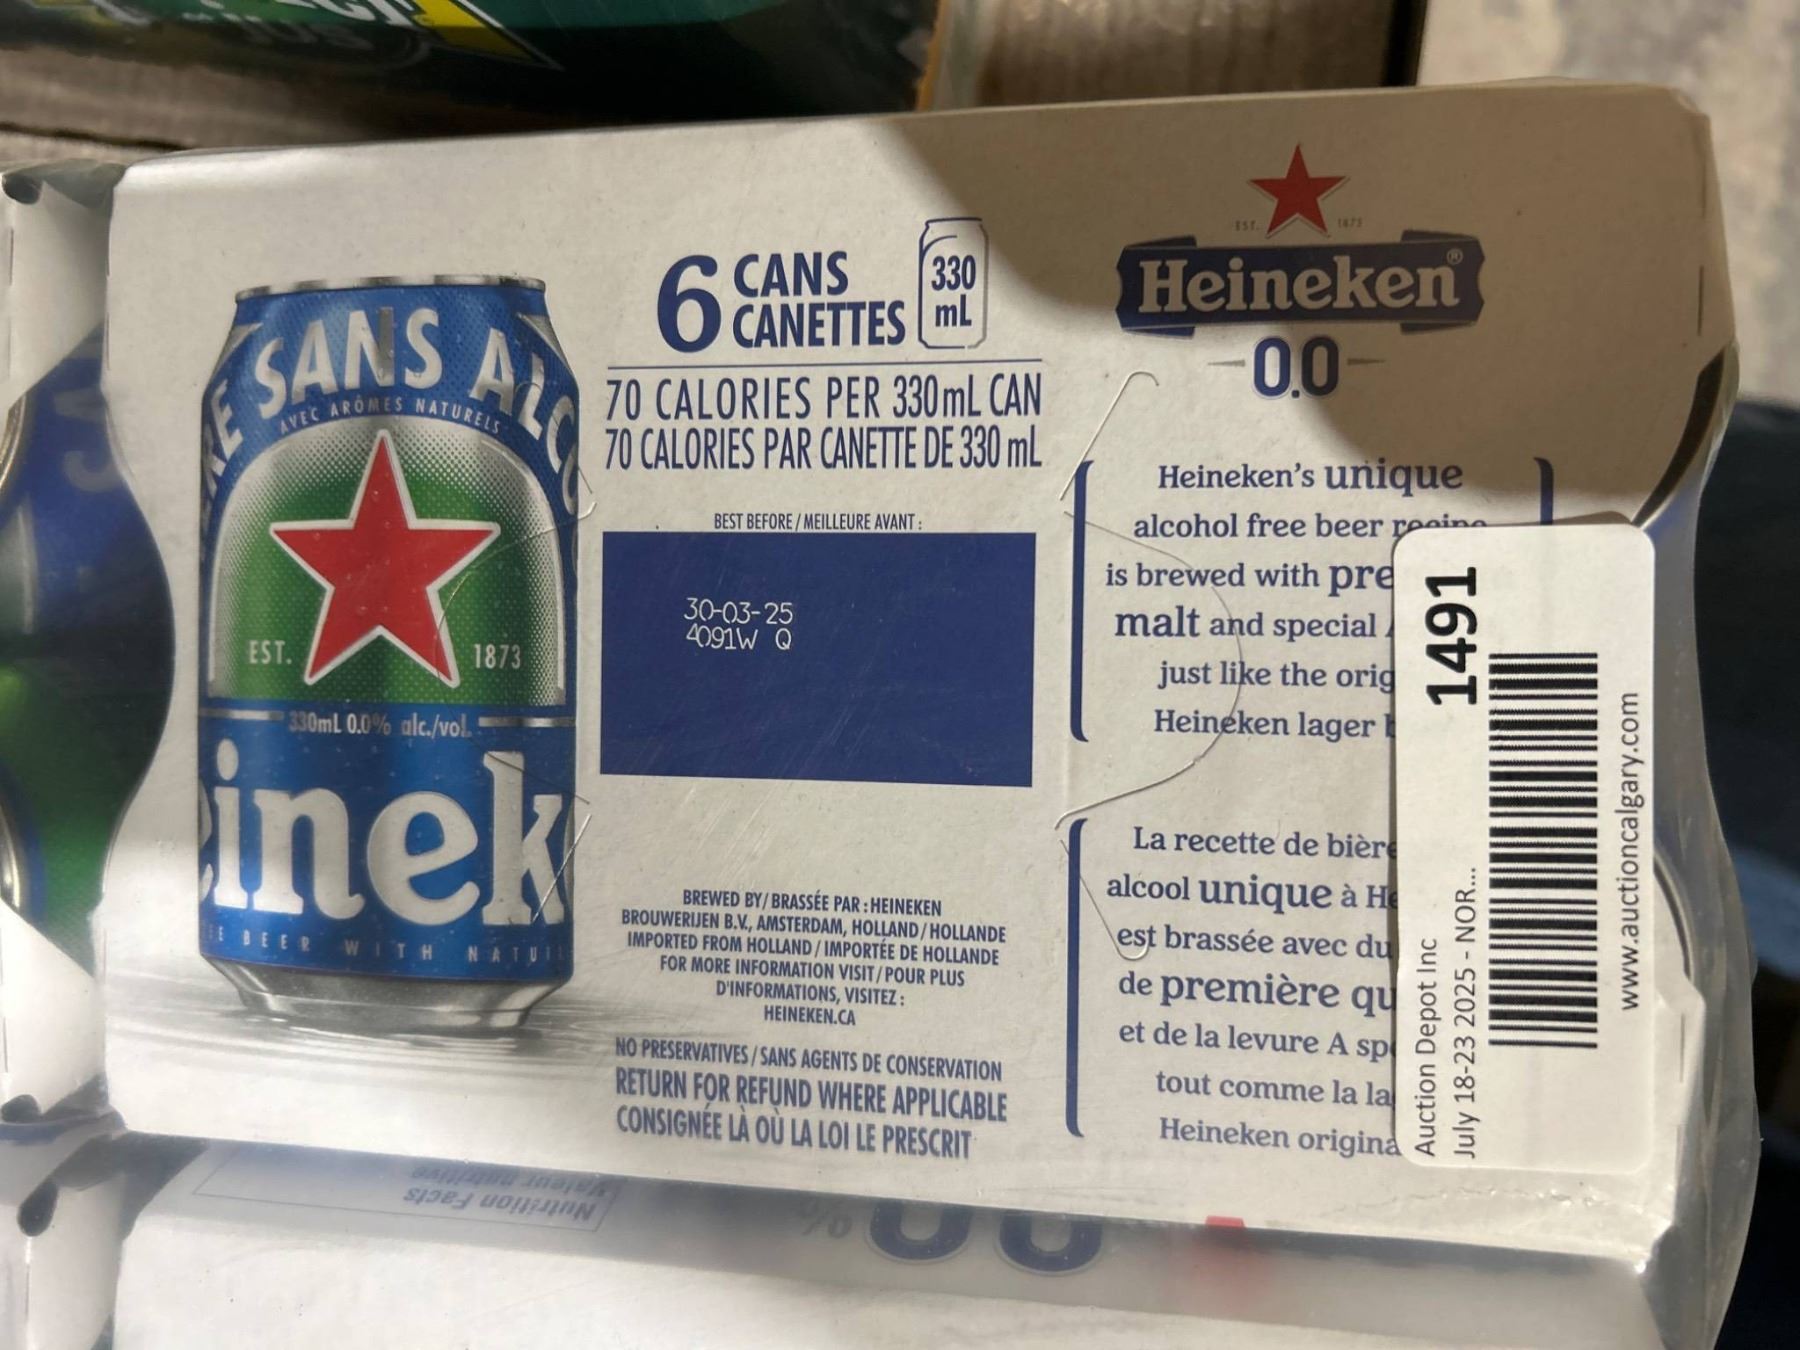 SANS ALC
AVEC ARÔMES NATURELS
EST. 1873
330mL 0.0% alc./vol.
einek
BEER WITH NATU
6 CANS
CANETTES
330
mL
70 CALORIES PER 330mL CAN
70 CALORIES PAR CANETTE DE 330 mL
BEST BEFORE / MEILLEURE AVANT :
30-03-25
4091W Q
BREWED BY / BRASSÉE PAR : HEINEKEN
BROUWERIJEN B.V., AMSTERDAM, HOLLAND / HOLLANDE
IMPORTED FROM HOLLAND / IMPORTÉE DE HOLLANDE
FOR MORE INFORMATION VISIT / POUR PLUS
D'INFORMATIONS, VISITEZ :
HEINEKEN.CA
NO PRESERVATIVES / SANS AGENTS DE CONSERVATION
RETURN FOR REFUND WHERE APPLICABLE
CONSIGNÉE LÀ OÙ LA LOI LE PRESCRIT
EST. 1873
Heineken®
0.0
Heineken's unique
alcohol free beer recipe
is brewed with pre
malt and special
just like the orig
Heineken lager
La recette de bière
alcool unique à He
est brassée avec du
de première qu
et de la levure A sp
tout comme la la
Heineken origina
1491
Auction Depot Inc
July 18-23 2025 - NOR...
www.auctioncalgary.com
Nutrition Facts
Valeur nutritive
0.0
%